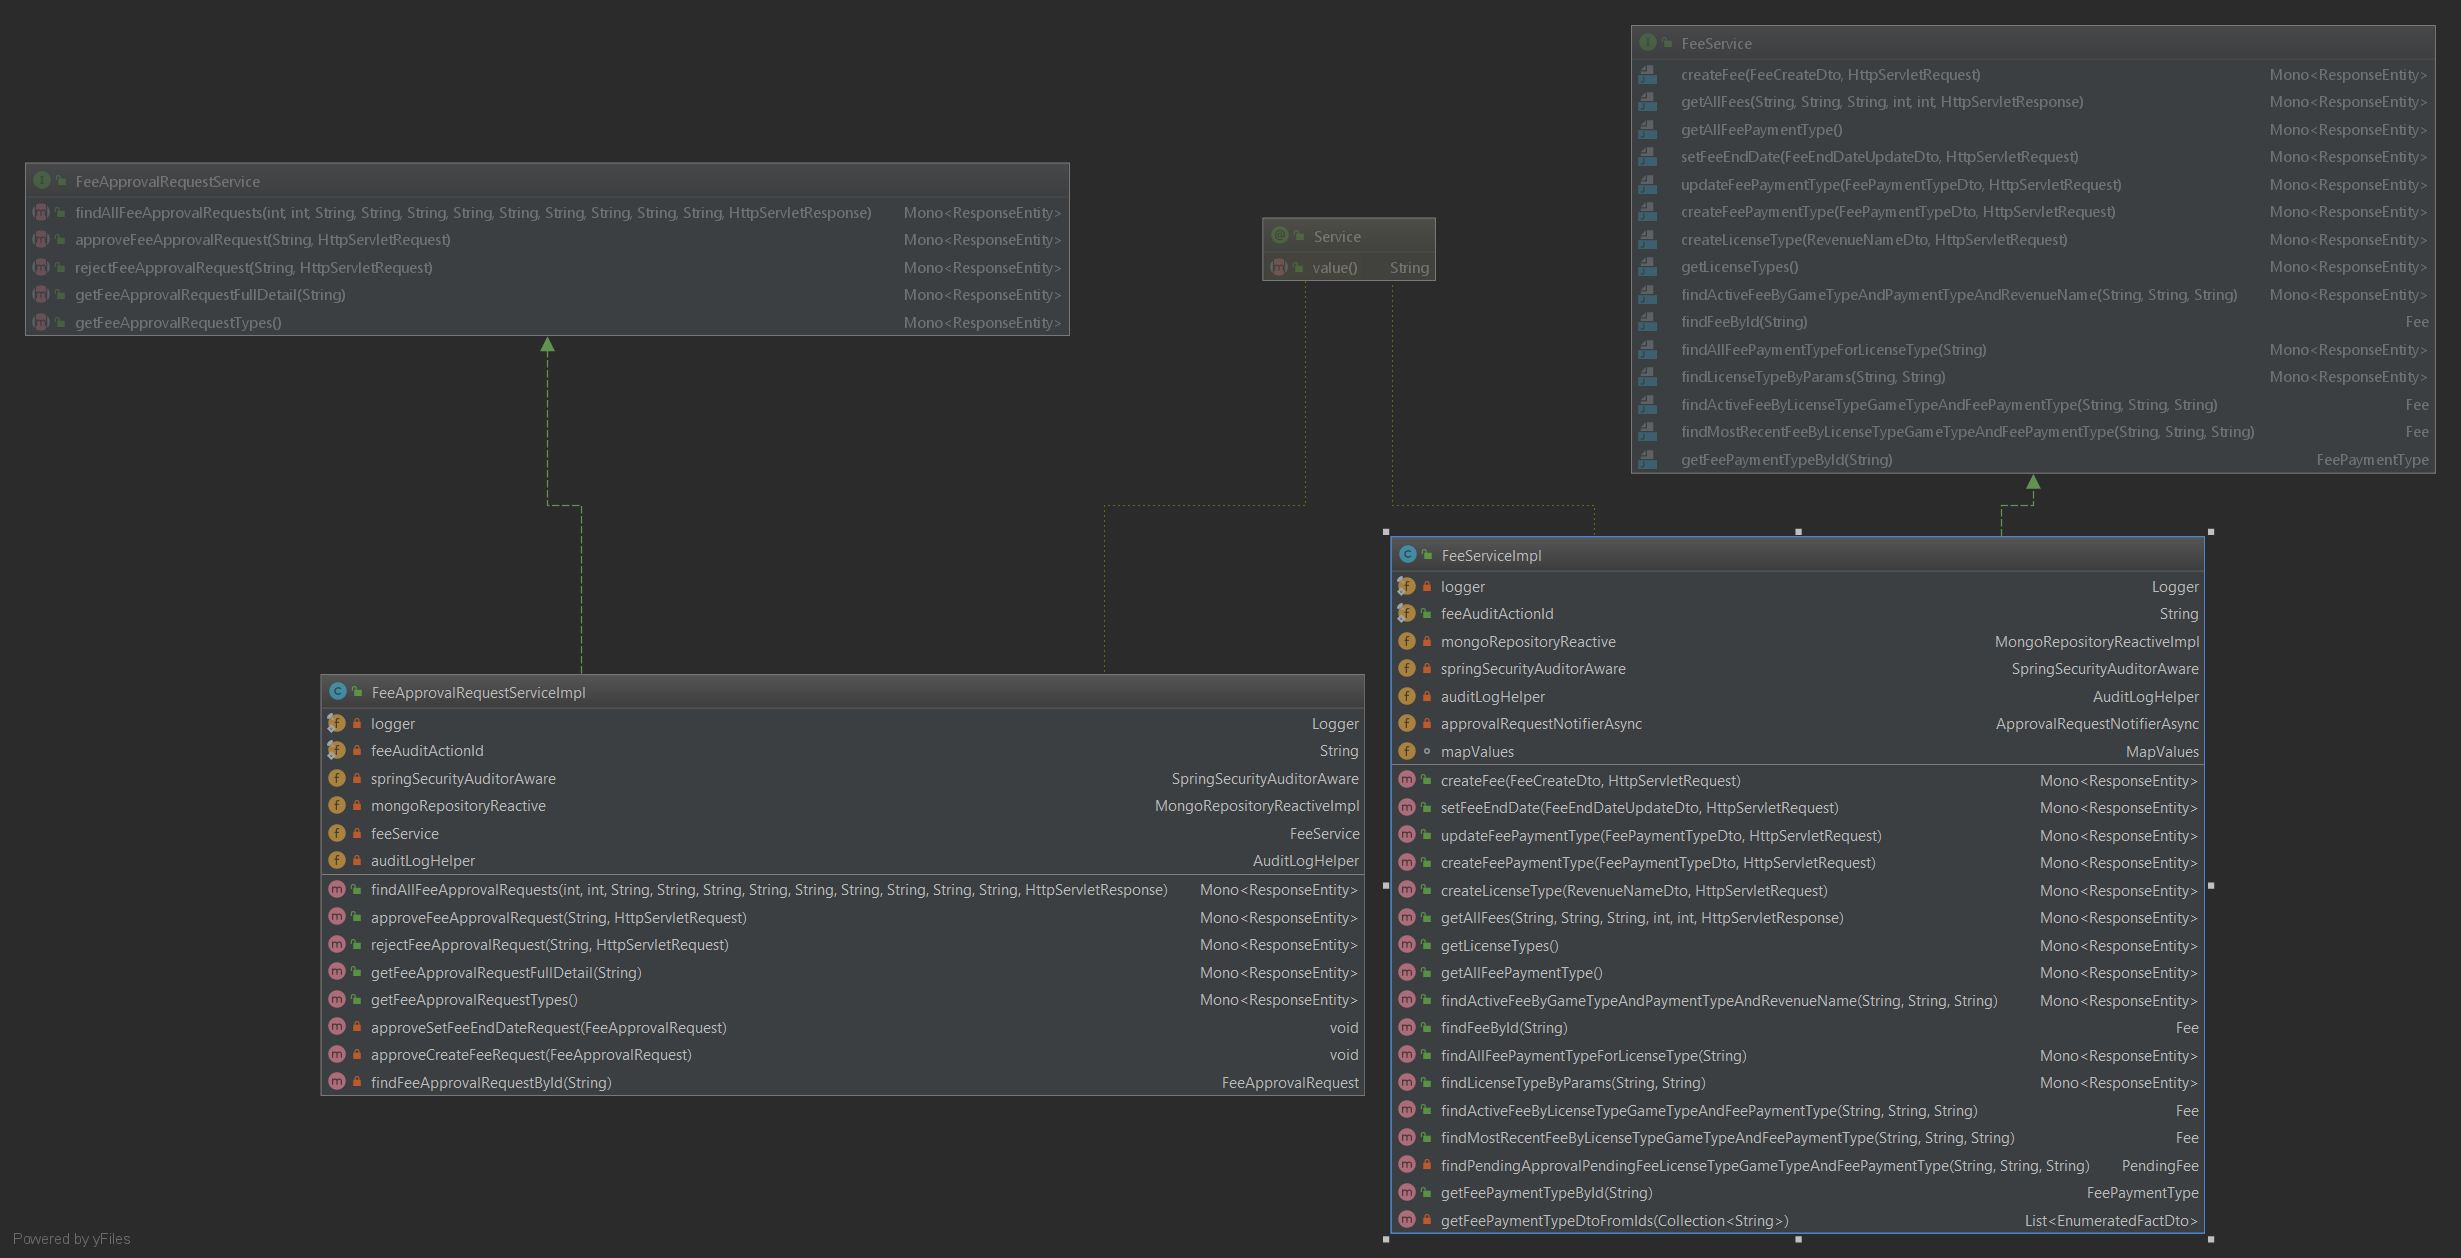 FeeApprovalRequestService
findAllFeeApprovalRequests(int, int, String, String, String, String, String, String, String, String, String, HttpServletResponse) Mono<ResponseEntity>
approveFeeApprovalRequest(String, HttpServletRequest) Mono<ResponseEntity>
rejectFeeApprovalRequest(String, HttpServletRequest) Mono<ResponseEntity>
getFeeApprovalRequestFullDetail(String) Mono<ResponseEntity>
getFeeApprovalRequestTypes() Mono<ResponseEntity>
Service
value() String
FeeService
createFee(FeeCreateDto, HttpServletRequest) Mono<ResponseEntity>
getAllFees(String, String, String, int, int, HttpServletResponse) Mono<ResponseEntity>
getAllFeePaymentType() Mono<ResponseEntity>
setFeeEndDate(FeeEndDateUpdateDto, HttpServletRequest) Mono<ResponseEntity>
updateFeePaymentType(FeePaymentTypeDto, HttpServletRequest) Mono<ResponseEntity>
createFeePaymentType(FeePaymentTypeDto, HttpServletRequest) Mono<ResponseEntity>
createLicenseType(RevenueNameDto, HttpServletRequest) Mono<ResponseEntity>
getLicenseTypes() Mono<ResponseEntity>
findActiveFeeByGameTypeAndPaymentTypeAndRevenueName(String, String, String) Mono<ResponseEntity>
findFeeById(String) Fee
findAllFeePaymentTypeForLicenseType(String) Mono<ResponseEntity>
findLicenseTypeByParams(String, String) Mono<ResponseEntity>
findActiveFeeByLicenseTypeGameTypeAndFeePaymentType(String, String, String) Fee
findMostRecentFeeByLicenseTypeGameTypeAndFeePaymentType(String, String, String) Fee
getFeePaymentTypeById(String) FeePaymentType
FeeApprovalRequestServiceImpl
logger Logger
feeAuditActionId String
springSecurityAuditorAware SpringSecurityAuditorAware
mongoRepositoryReactive MongoRepositoryReactiveImpl
feeService FeeService
auditLogHelper AuditLogHelper
findAllFeeApprovalRequests(int, int, String, String, String, String, String, String, String, String, String, HttpServletResponse) Mono<ResponseEntity>
approveFeeApprovalRequest(String, HttpServletRequest) Mono<ResponseEntity>
rejectFeeApprovalRequest(String, HttpServletRequest) Mono<ResponseEntity>
getFeeApprovalRequestFullDetail(String) Mono<ResponseEntity>
getFeeApprovalRequestTypes() Mono<ResponseEntity>
approveSetFeeEndDateRequest(FeeApprovalRequest) void
approveCreateFeeRequest(FeeApprovalRequest) void
findFeeApprovalRequestById(String) FeeApprovalRequest
FeeServiceImpl
logger Logger
feeAuditActionId String
mongoRepositoryReactive MongoRepositoryReactiveImpl
springSecurityAuditorAware SpringSecurityAuditorAware
auditLogHelper AuditLogHelper
approvalRequestNotifierAsync ApprovalRequestNotifierAsync
mapValues MapValues
createFee(FeeCreateDto, HttpServletRequest) Mono<ResponseEntity>
setFeeEndDate(FeeEndDateUpdateDto, HttpServletRequest) Mono<ResponseEntity>
updateFeePaymentType(FeePaymentTypeDto, HttpServletRequest) Mono<ResponseEntity>
createFeePaymentType(FeePaymentTypeDto, HttpServletRequest) Mono<ResponseEntity>
createLicenseType(RevenueNameDto, HttpServletRequest) Mono<ResponseEntity>
getAllFees(String, String, String, int, int, HttpServletResponse) Mono<ResponseEntity>
getLicenseTypes() Mono<ResponseEntity>
getAllFeePaymentType() Mono<ResponseEntity>
findActiveFeeByGameTypeAndPaymentTypeAndRevenueName(String, String, String) Mono<ResponseEntity>
findFeeById(String) Fee
findAllFeePaymentTypeForLicenseType(String) Mono<ResponseEntity>
findLicenseTypeByParams(String, String) Mono<ResponseEntity>
findActiveFeeByLicenseTypeGameTypeAndFeePaymentType(String, String, String) Fee
findMostRecentFeeByLicenseTypeGameTypeAndFeePaymentType(String, String, String) Fee
findPendingApprovalPendingFeeLicenseTypeGameTypeAndFeePaymentType(String, String, String) PendingFee
getFeePaymentTypeById(String) FeePaymentType
getFeePaymentTypeDtoFromIds(Collection<String>) List<EnumeratedFactDto>
Powered by yFiles